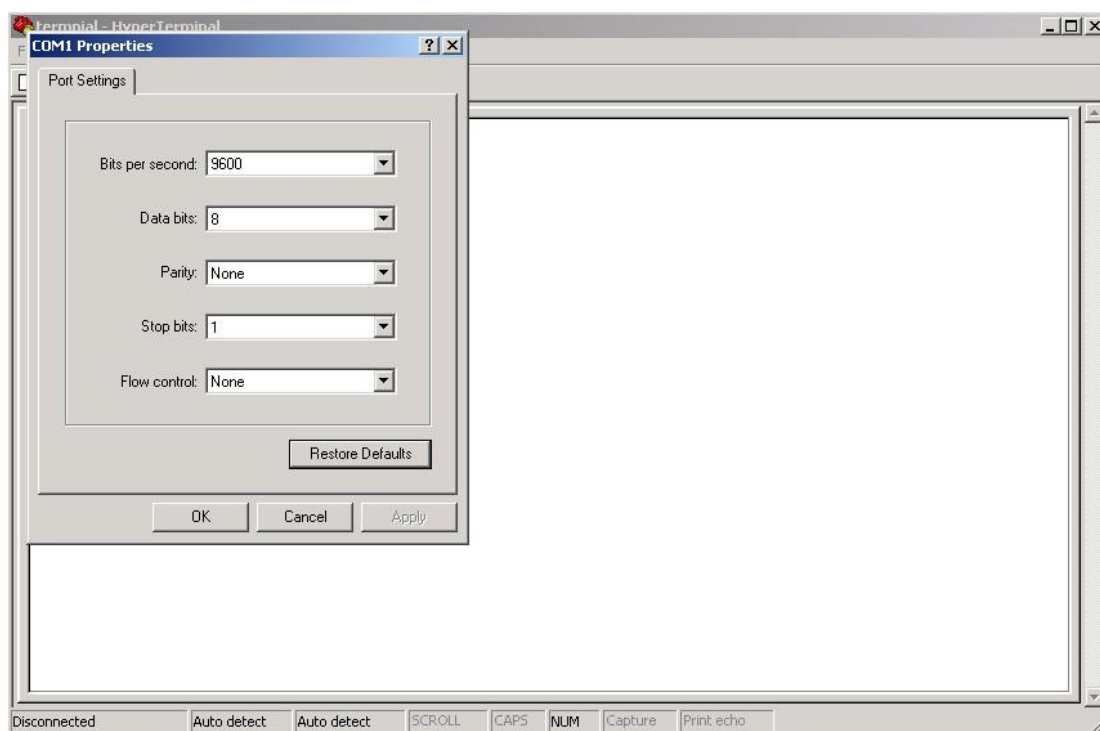 termpial - HyperTerminal
COM1 Properties
Port Settings
Bits per second: 9600
Data bits: 8
Parity: None
Stop bits: 1
Flow control: None
Restore Defaults
OK Cancel Apply
Disconnected Auto detect Auto detect SCROLL CAPS NUM Capture Print echo